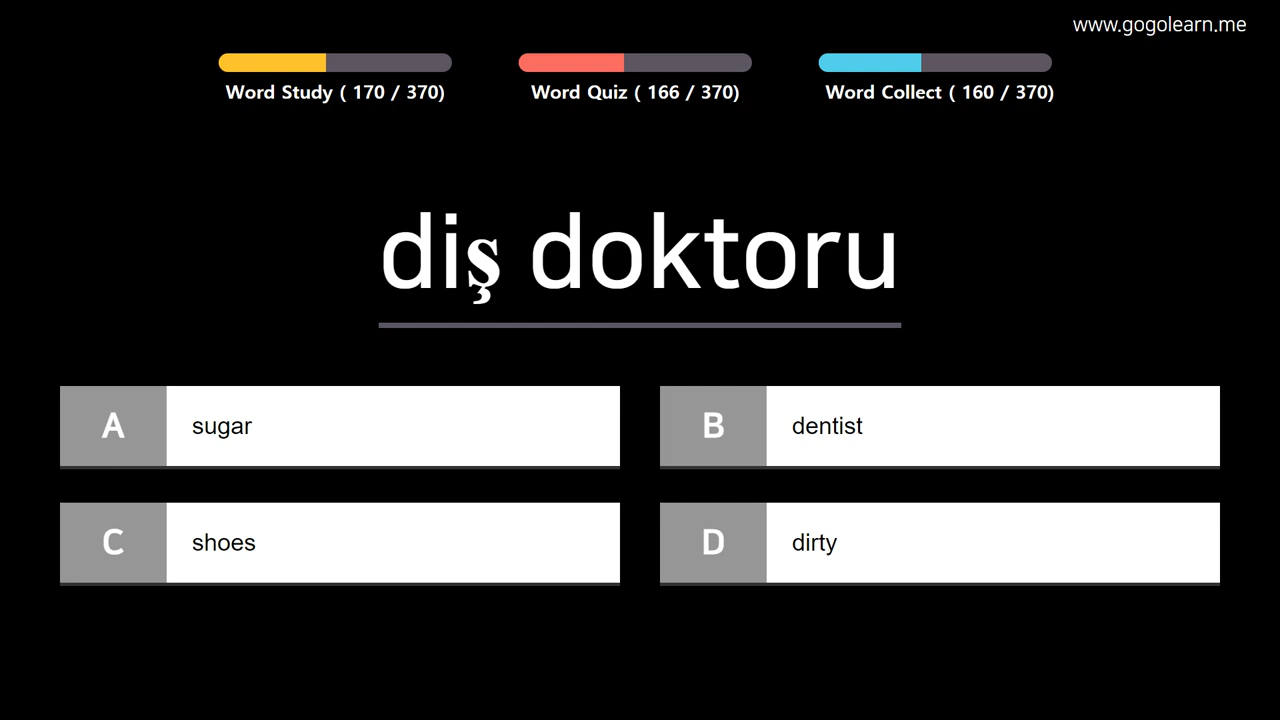 www.gogolearn.me
Word Study ( 170 / 370)
Word Quiz ( 166 / 370)
Word Collect ( 160 / 370)
diş doktoru
A sugar
B dentist
C shoes
D dirty